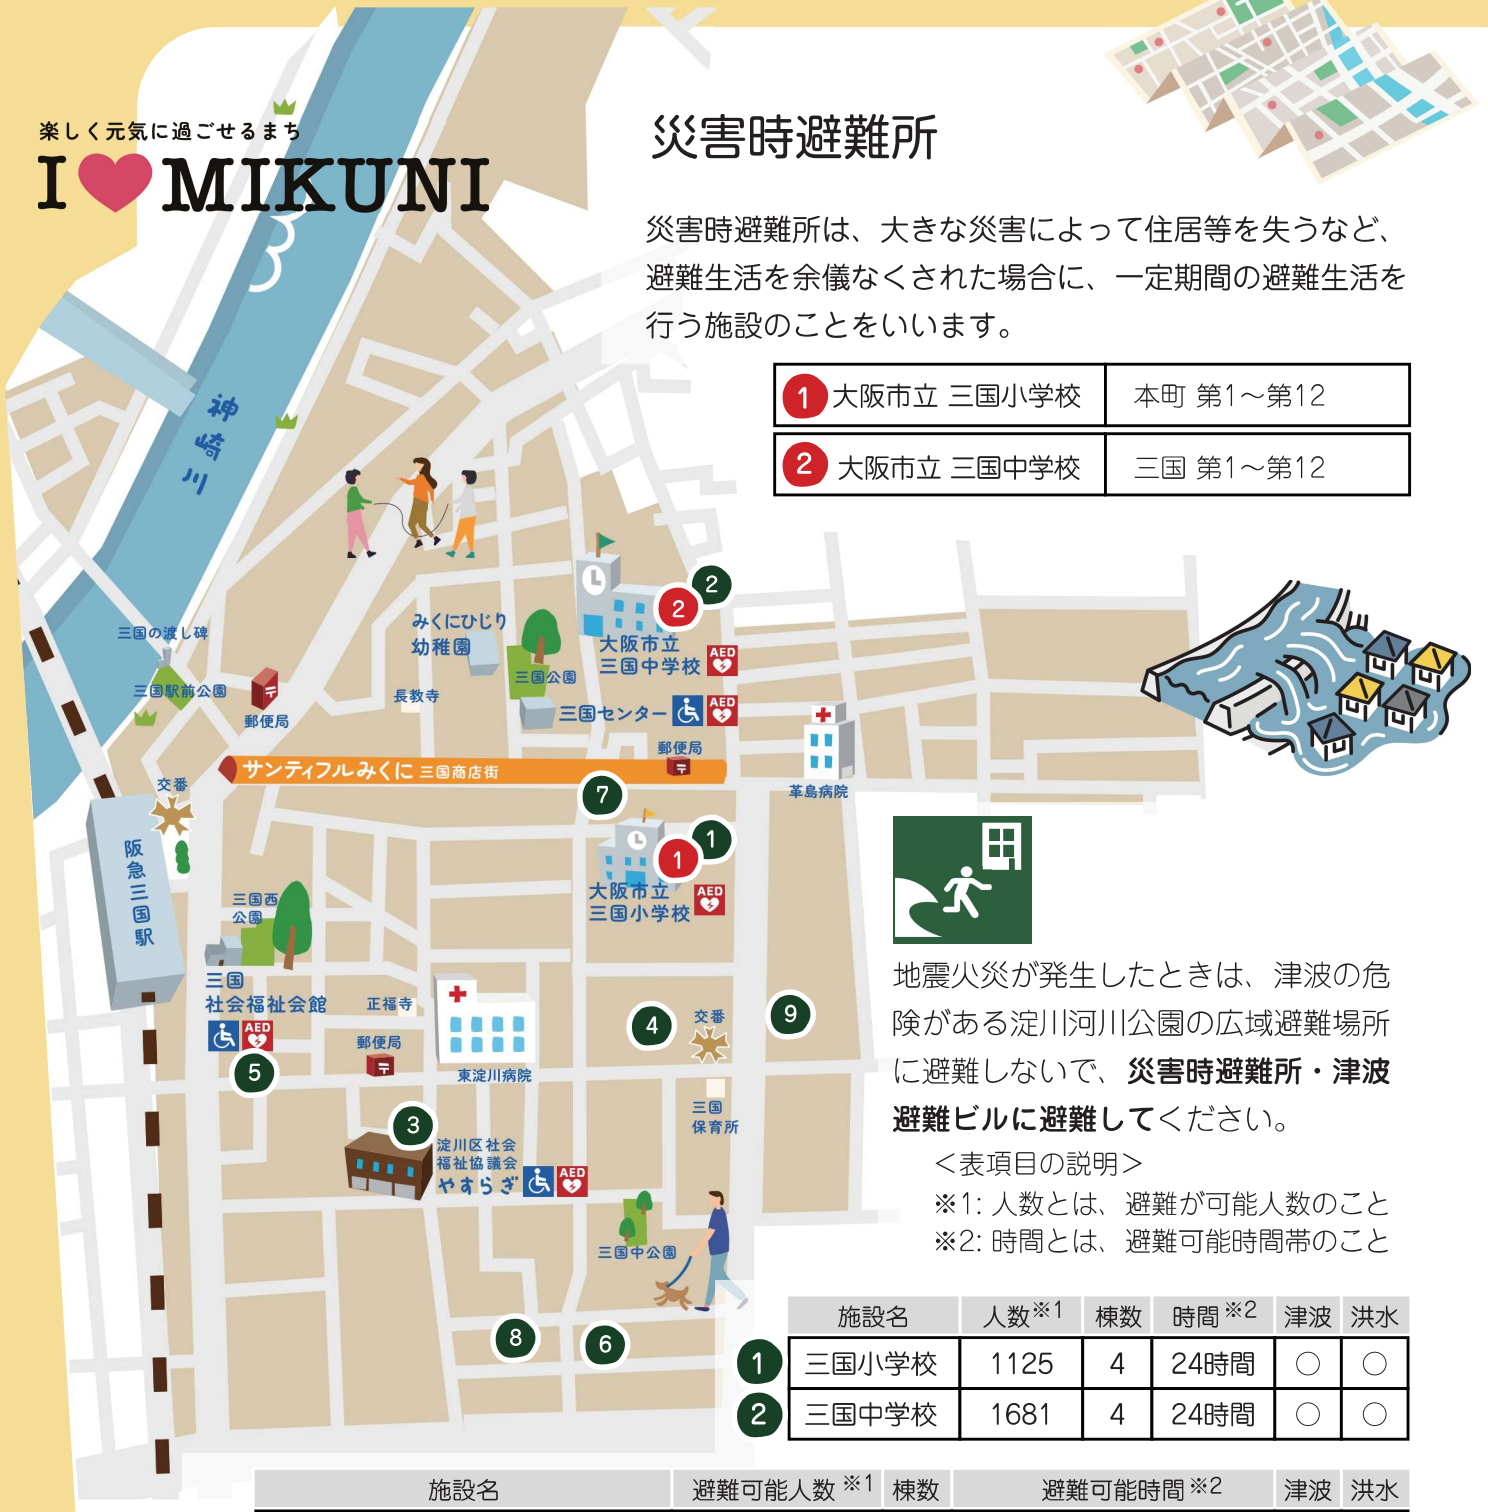 楽しく元気に過ごせるまち
I ♥ MIKUNI
災害時避難所
災害時避難所は、大きな災害によって住居等を失うなど、
避難生活を余儀なくされた場合に、一定期間の避難生活を
行う施設のことをいいます。
1 大阪市立 三国小学校 本町 第1～第12
2 大阪市立 三国中学校 三国 第1～第12
神崎川
三国の渡し碑
三国駅前公園
郵便局
みくにひじり
幼稚園
長教寺
三国公園
2
2
大阪市立
三国中学校
AED
三国センター
AED
郵便局
サンティフルみくに 三国商店街
革島病院
交番
阪急三国駅
7
1
1
大阪市立
三国小学校
AED
三国西
公園
三国
社会福祉会館
AED
5
正福寺
郵便局
東淀川病院
4
交番
9
三国
保育所
3
淀川区社会
福祉協議会
やすらぎ
AED
三国中公園
8
6
地震火災が発生したときは、津波の危
険がある淀川河川公園の広域避難場所
に避難しないで、災害時避難所・津波
避難ビルに避難してください。
＜表項目の説明＞
※1: 人数とは、避難が可能人数のこと
※2: 時間とは、避難可能時間帯のこと
施設名 人数※1 棟数 時間※2 津波 洪水
1 三国小学校 1125 4 24時間 ○ ○
2 三国中学校 1681 4 24時間 ○ ○
施設名 避難可能人数※1 棟数 避難可能時間※2 津波 洪水